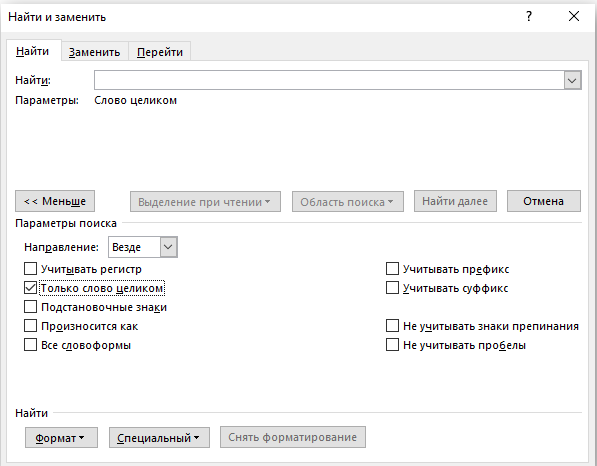 Найти и заменить ?
Найти Заменить Перейти
Найти:
Параметры: Слово целиком
<< Меньше Выделение при чтении Область поиска Найти далее Отмена
Параметры поиска
Направление: Везде
Учитывать регистр Учитывать префикс
Только слово целиком Учитывать суффикс
Подстановочные знаки
Произносится как Не учитывать знаки препинания
Все словоформы Не учитывать пробелы
Найти
Формат Специальный Снять форматирование